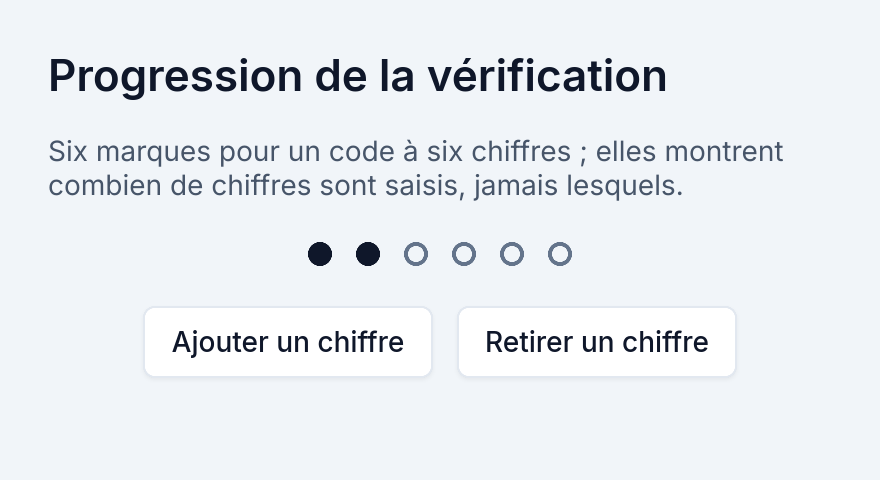 Progression de la vérification
Six marques pour un code à six chiffres ; elles montrent
combien de chiffres sont saisis, jamais lesquels.
Ajouter un chiffre
Retirer un chiffre